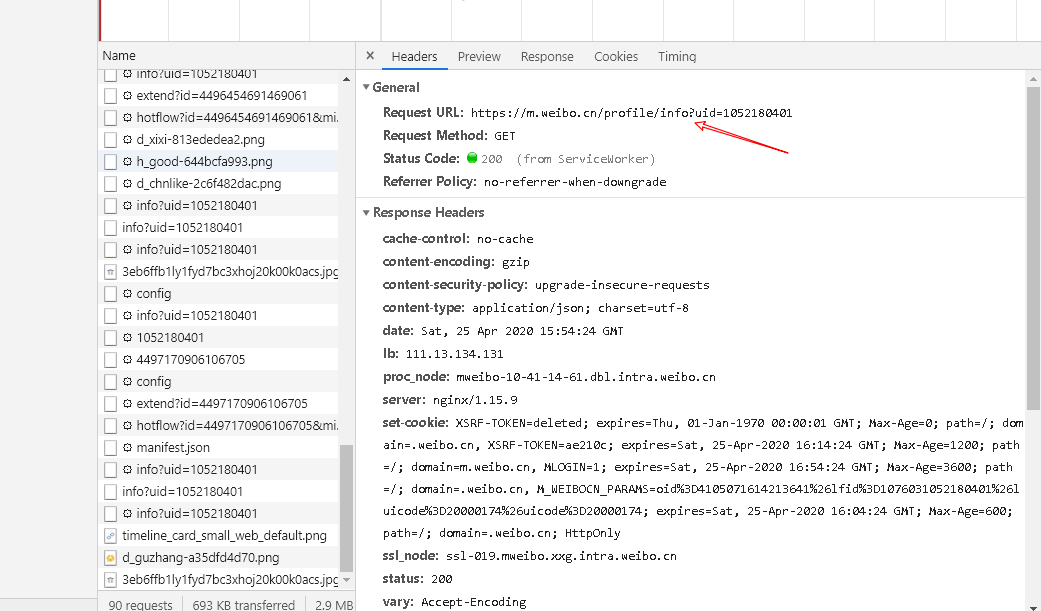 Name
info?uid=1052180401
extend?id=4496454691469061
hotflow?id=4496454691469061&mi.
d_xixi-813ededea2.png
h_good-644bcfa993.png
d_chnlike-2c6f482dac.png
info?uid=1052180401
info?uid=1052180401
info?uid=1052180401
3eb6ffb1ly1fyd7bc3xhoj20k00k0acs.jpg
config
info?uid=1052180401
1052180401
4497170906106705
config
extend?id=4497170906106705
hotflow?id=4497170906106705&mi.
manifest.json
info?uid=1052180401
info?uid=1052180401
info?uid=1052180401
timeline_card_small_web_default.png
d_guzhang-a35dfd4d70.png
3eb6ffb1ly1fyd7bc3xhoj20k00k0acs.jpg
90 requests 693 KB transferred 2.9 MB
× Headers Preview Response Cookies Timing
General
Request URL: https://m.weibo.cn/profile/info?uid=1052180401
Request Method: GET
Status Code: 200 (from ServiceWorker)
Referrer Policy: no-referrer-when-downgrade
Response Headers
cache-control: no-cache
content-encoding: gzip
content-security-policy: upgrade-insecure-requests
content-type: application/json; charset=utf-8
date: Sat, 25 Apr 2020 15:54:24 GMT
lb: 111.13.134.131
proc_node: mweibo-10-41-14-61.dbl.intra.weibo.cn
server: nginx/1.15.9
set-cookie: XSRF-TOKEN=deleted; expires=Thu, 01-Jan-1970 00:00:01 GMT; Max-Age=0; path=/; dom
ain=.weibo.cn, XSRF-TOKEN=ae210c; expires=Sat, 25-Apr-2020 16:14:24 GMT; Max-Age=1200; path
=/; domain=m.weibo.cn, MLOGIN=1; expires=Sat, 25-Apr-2020 16:54:24 GMT; Max-Age=3600; path
=/; domain=.weibo.cn, M_WEIBOCN_PARAMS=oid%3D4105071614213641%26lfid%3D1076031052180401%26l
uicode%3D20000174%26uicode%3D20000174; expires=Sat, 25-Apr-2020 16:04:24 GMT; Max-Age=600;
path=/; domain=.weibo.cn; HttpOnly
ssl_node: ssl-019.mweibo.xxg.intra.weibo.cn
status: 200
vary: Accept-Encoding